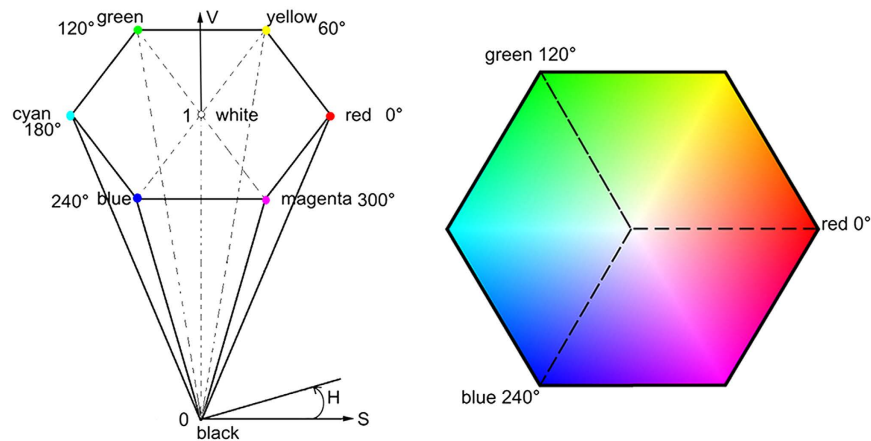 120° green
V
yellow 60°
cyan 180°
1
white
red 0°
240° blue
magenta 300°
H
0
S
black
green 120°
red 0°
blue 240°